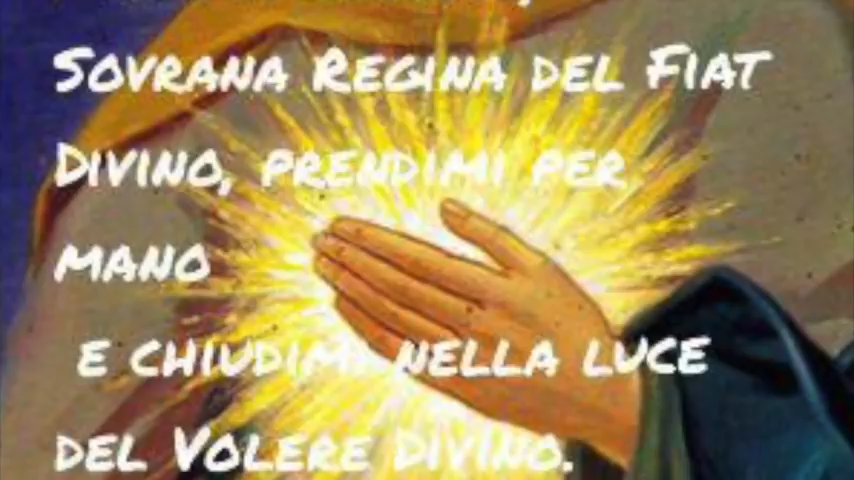 Sovrana Regina del Fiat
Divino, prendimi per
mano
e chiudimi nella luce
del Volere Divino.